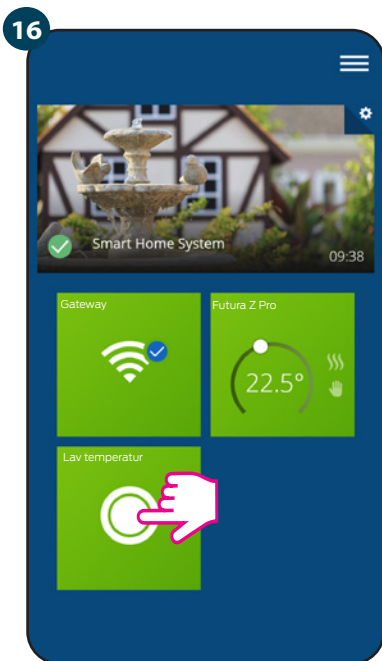 16
Smart Home System
09:38
Gateway
Futura Z Pro
22.5°
Lav temperatur